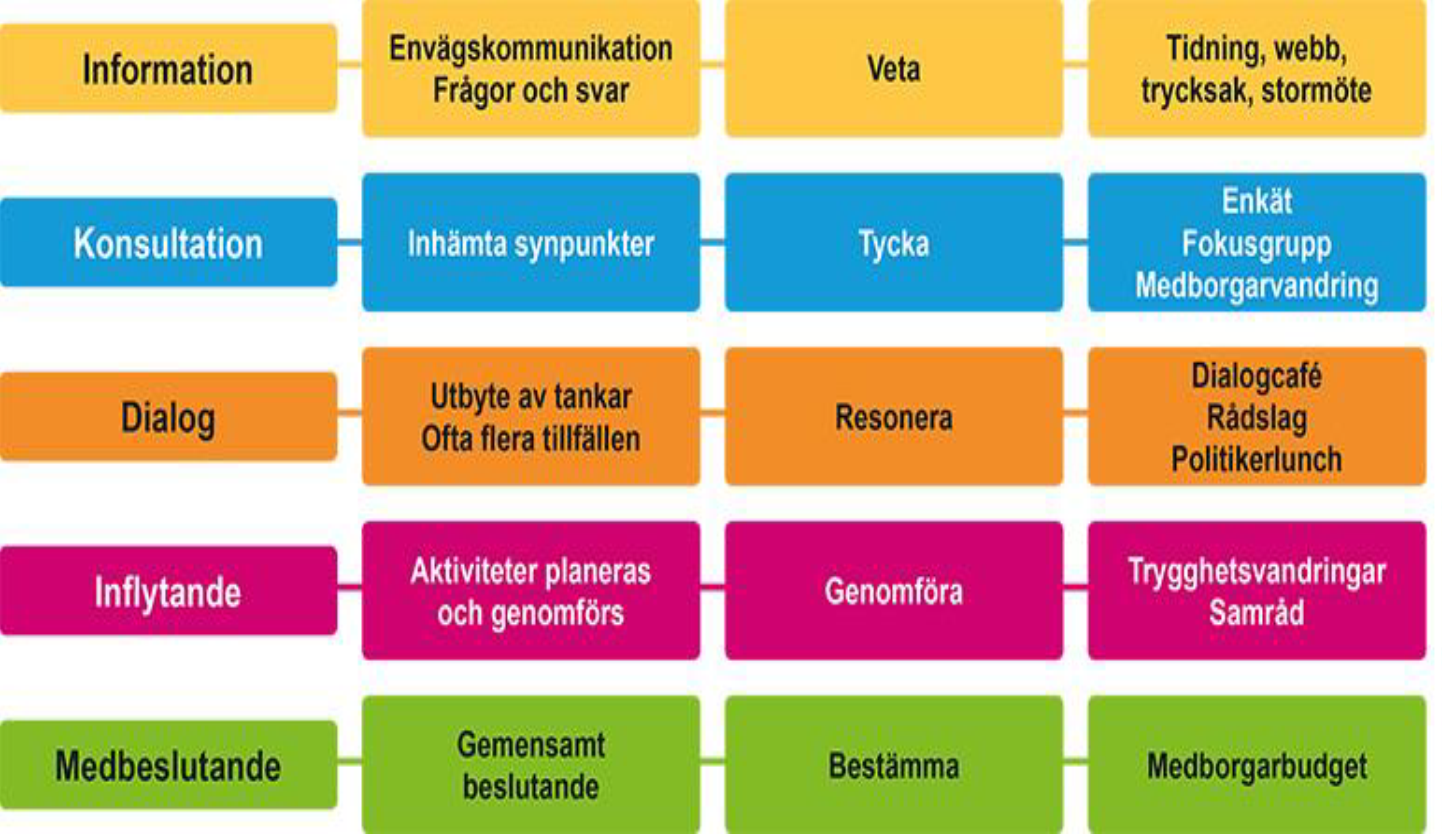 Information
Envägskommunikation
Frågor och svar
Veta
Tidning, webb,
trycksak, stormöte
Konsultation
Inhämta synpunkter
Tycka
Enkät
Fokusgrupp
Medborgarvandring
Dialog
Utbyte av tankar
Ofta flera tillfällen
Resonera
Dialogcafé
Rådslag
Politikerlunch
Inflytande
Aktiviteter planeras
och genomförs
Genomföra
Trygghetsvandringar
Samråd
Medbeslutande
Gemensamt
beslutande
Bestämma
Medborgarbudget